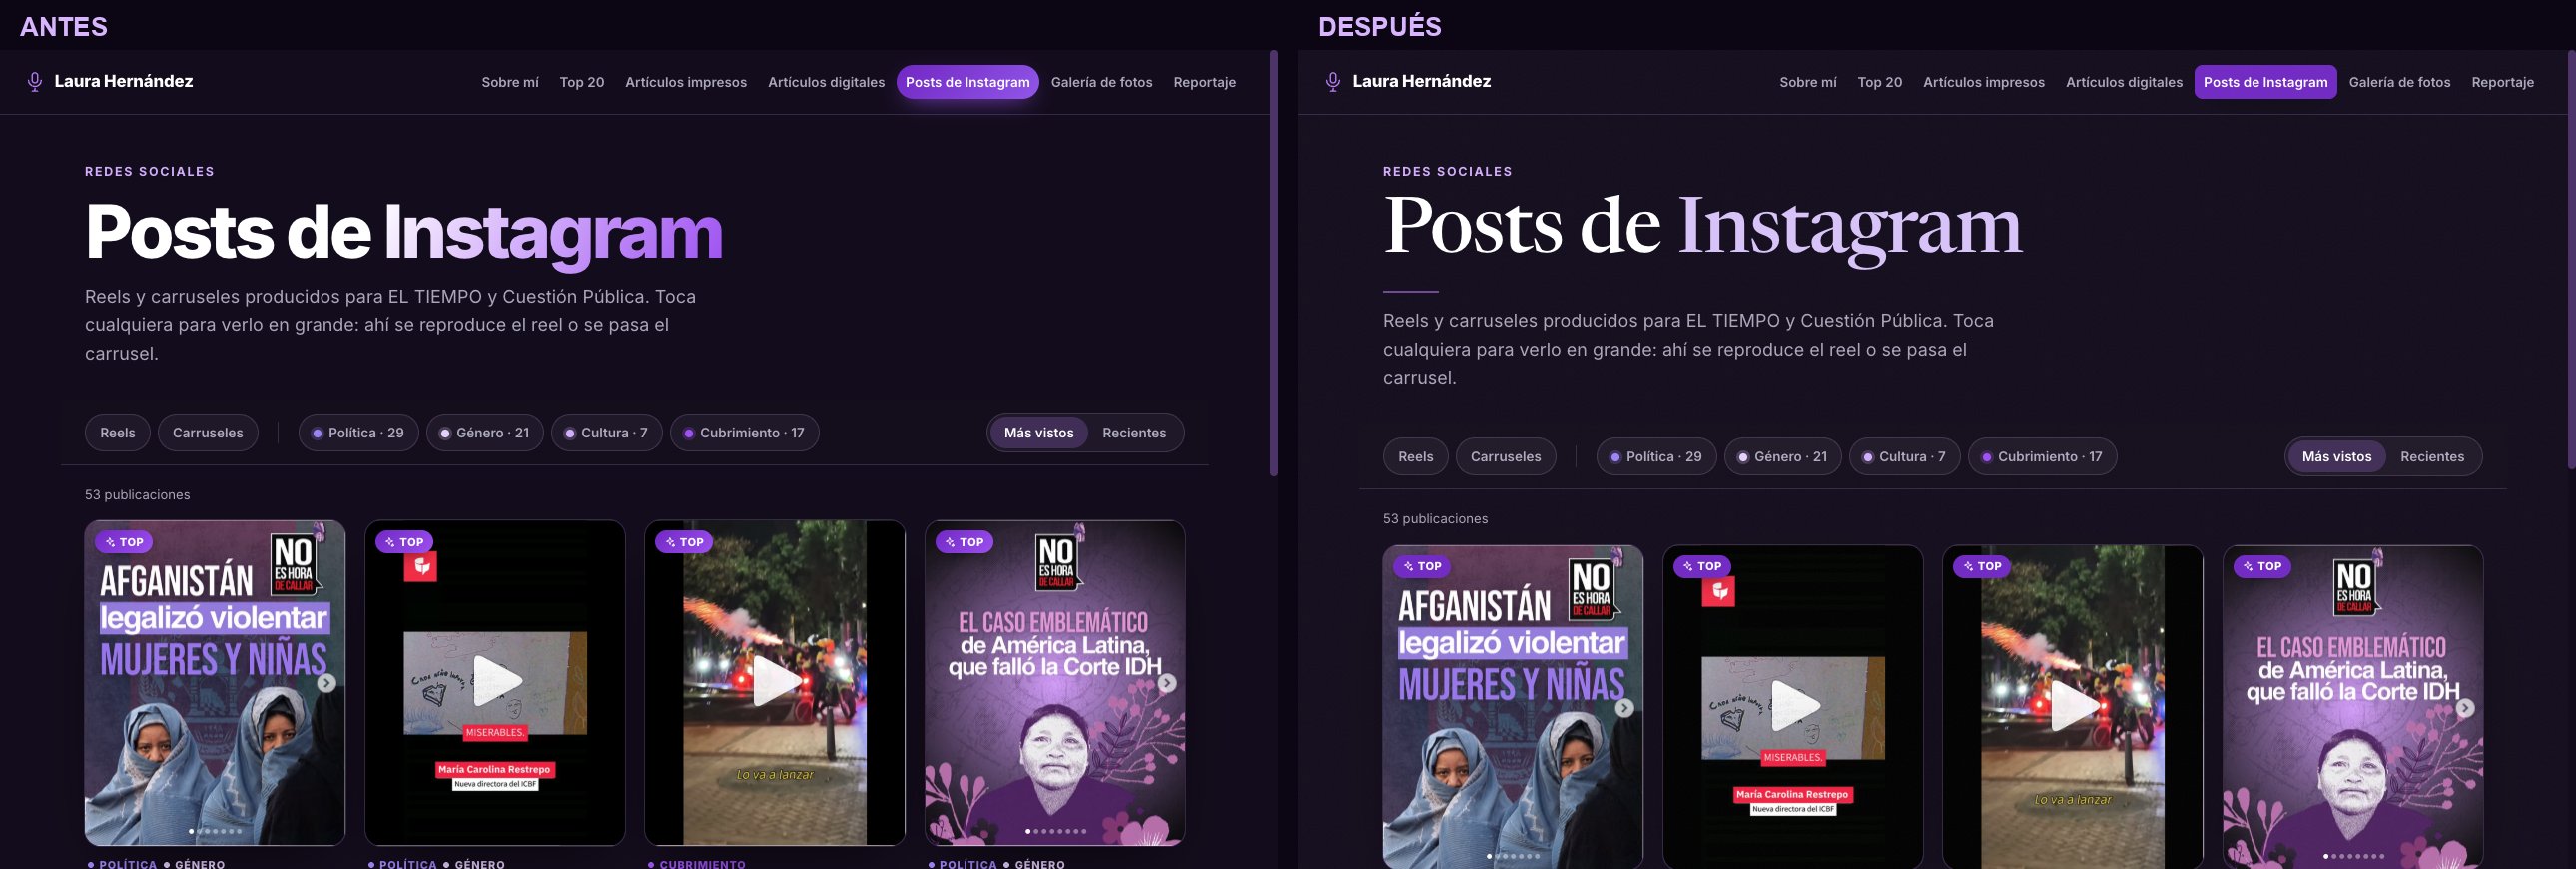 ANTES
Laura Hernández
Sobre mí Top 20 Artículos impresos Artículos digitales Posts de Instagram Galería de fotos Reportaje
REDES SOCIALES
Posts de Instagram
Reels y carruseles producidos para EL TIEMPO y Cuestión Pública. Toca
cualquiera para verlo en grande: ahí se reproduce el reel o se pasa el
carrusel.
Reels Carruseles Política · 29 Género · 21 Cultura · 7 Cubrimiento · 17 Más vistos Recientes
53 publicaciones
TOP
NO
ES HORA
DE CALLAR
AFGANISTÁN
legalizó violentar
MUJERES Y NIÑAS
POLÍTICA GÉNERO
TOP
MISERABLES.
María Carolina Restrepo
Nueva directora del ICBF
POLÍTICA GÉNERO
TOP
Lo va a lanzar
CUBRIMIENTO
TOP
NO
ES HORA
DE CALLAR
EL CASO EMBLEMÁTICO
de América Latina,
que falló la Corte IDH
POLÍTICA GÉNERO
DESPUÉS
Laura Hernández
Sobre mí Top 20 Artículos impresos Artículos digitales Posts de Instagram Galería de fotos Reportaje
REDES SOCIALES
Posts de Instagram
Reels y carruseles producidos para EL TIEMPO y Cuestión Pública. Toca
cualquiera para verlo en grande: ahí se reproduce el reel o se pasa el
carrusel.
Reels Carruseles Política · 29 Género · 21 Cultura · 7 Cubrimiento · 17 Más vistos Recientes
53 publicaciones
TOP
NO
ES HORA
DE CALLAR
AFGANISTÁN
legalizó violentar
MUJERES Y NIÑAS
TOP
MISERABLES.
María Carolina Restrepo
Nueva directora del ICBF
TOP
Lo va a lanzar
TOP
NO
ES HORA
DE CALLAR
EL CASO EMBLEMÁTICO
de América Latina,
que falló la Corte IDH